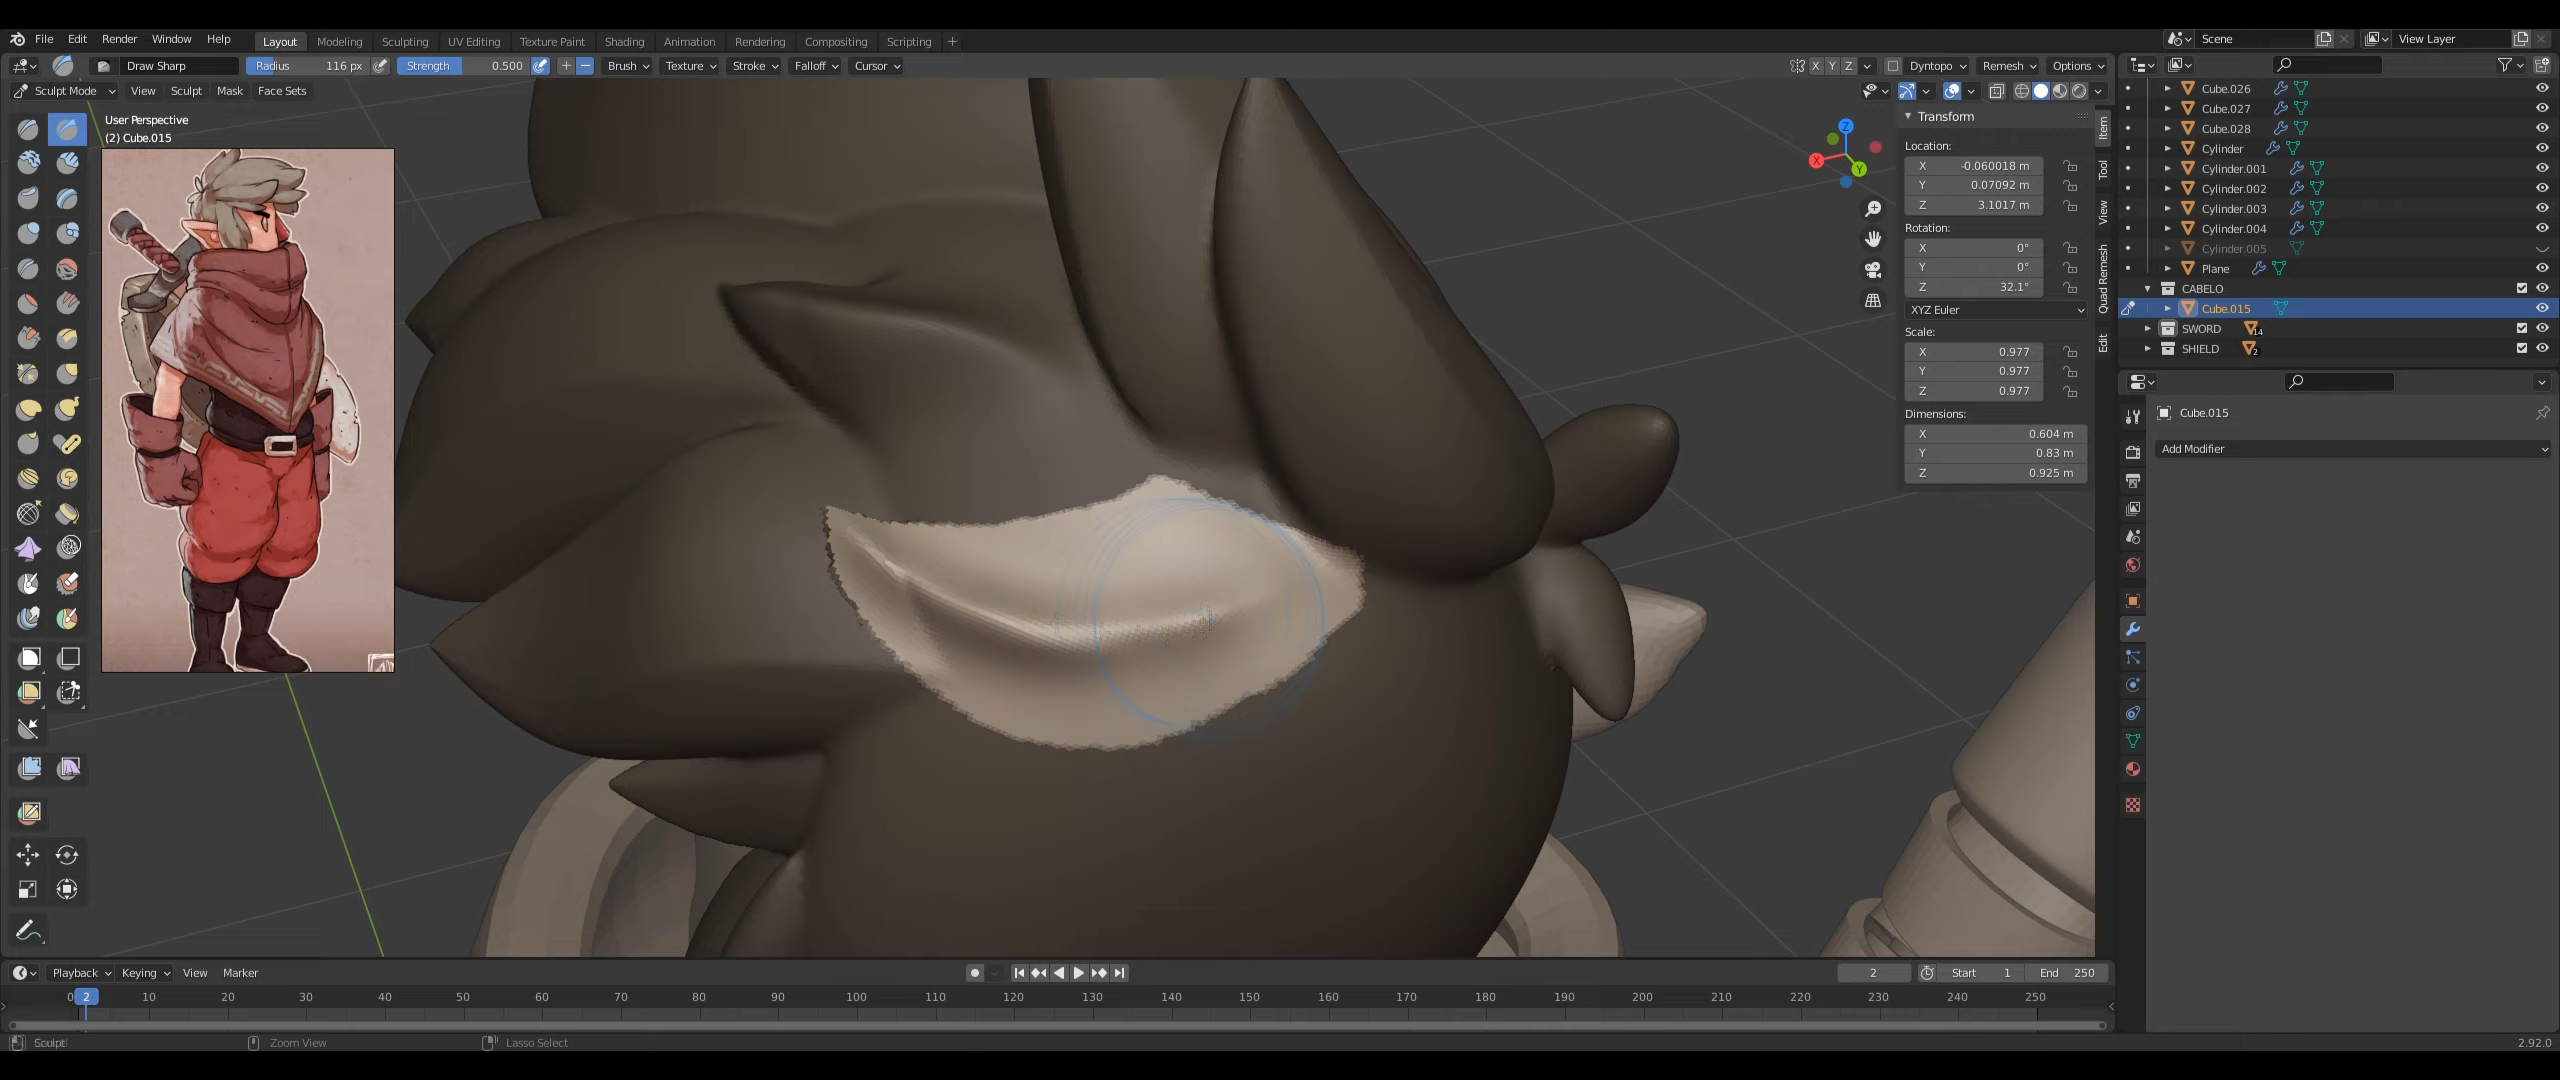 File Edit Render Window Help Layout Modeling Sculpting UV Editing Texture Paint Shading Animation Rendering Compositing Scripting + Scene View Layer
Draw Sharp Radius 116 px Strength 0.500 Brush Texture Stroke Falloff Cursor X Y Z Dyntopo Remesh Options
Sculpt Mode View Sculpt Mask Face Sets
User Perspective
(2) Cube.015
Z
X
Y
Transform
Location:
X -0.060018 m
Y 0.07092 m
Z 3.1017 m
Rotation:
X 0°
Y 0°
Z 32.1°
XYZ Euler
Scale:
X 0.977
Y 0.977
Z 0.977
Dimensions:
X 0.604 m
Y 0.83 m
Z 0.925 m
Item
Tool
View
Quad Remesh
Edit
Cube.026
Cube.027
Cube.028
Cylinder
Cylinder.001
Cylinder.002
Cylinder.003
Cylinder.004
Cylinder.005
Plane
CABELO
Cube.015
SWORD 14
SHIELD 2
Cube.015
Add Modifier
Playback Keying View Marker 2 Start 1 End 250
0 2 10 20 30 40 50 60 70 80 90 100 110 120 130 140 150 160 170 180 190 200 210 220 230 240 250
Sculpt Zoom View Lasso Select 2.92.0